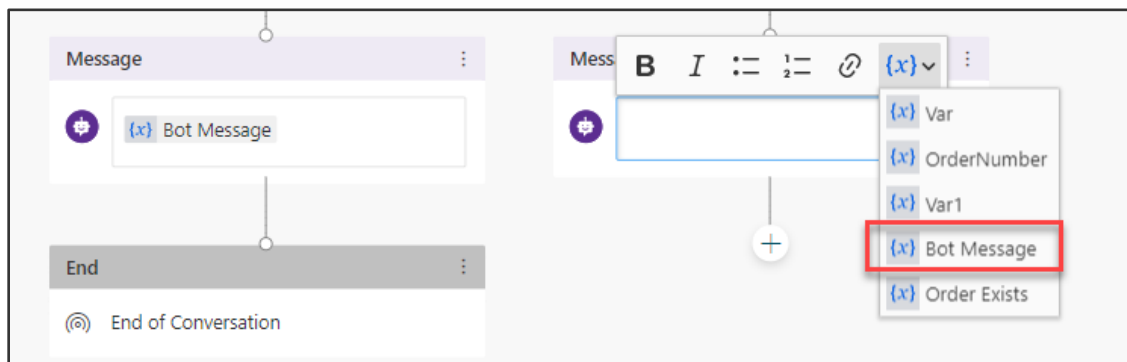 Message
{x} Bot Message
End
End of Conversation
Mess
B I {x}
{x} Var
{x} OrderNumber
{x} Var1
{x} Bot Message
{x} Order Exists